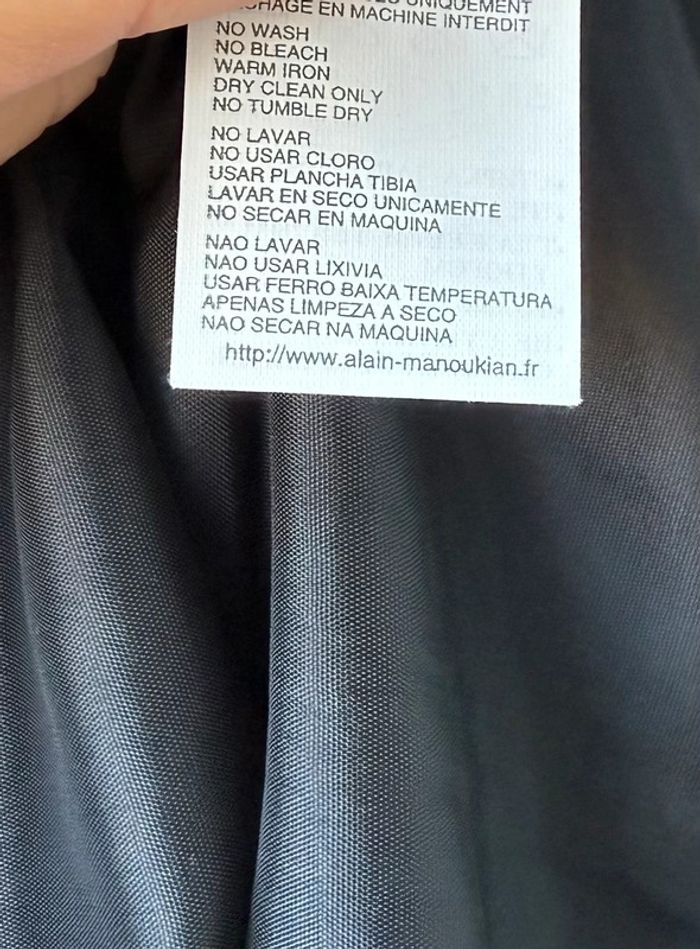 UNIQUEMENT
EN MACHINE INTERDIT
NO WASH
NO BLEACH
WARM IRON
DRY CLEAN ONLY
NO TUMBLE DRY
NO LAVAR
NO USAR CLORO
USAR PLANCHA TIBIA
LAVAR EN SECO UNICAMENTE
NO SECAR EN MAQUINA
NAO LAVAR
NAO USAR LIXIVIA
USAR FERRO BAIXA TEMPERATURA
APENAS LIMPEZA A SECO
NAO SECAR NA MAQUINA
http://www.alain-manoukian.fr